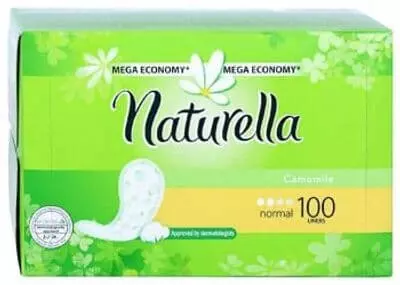 MEGA ECONOMY* MEGA ECONOMY*
Naturella
Camomile
normal 100
LINERS
Approved by dermatologists